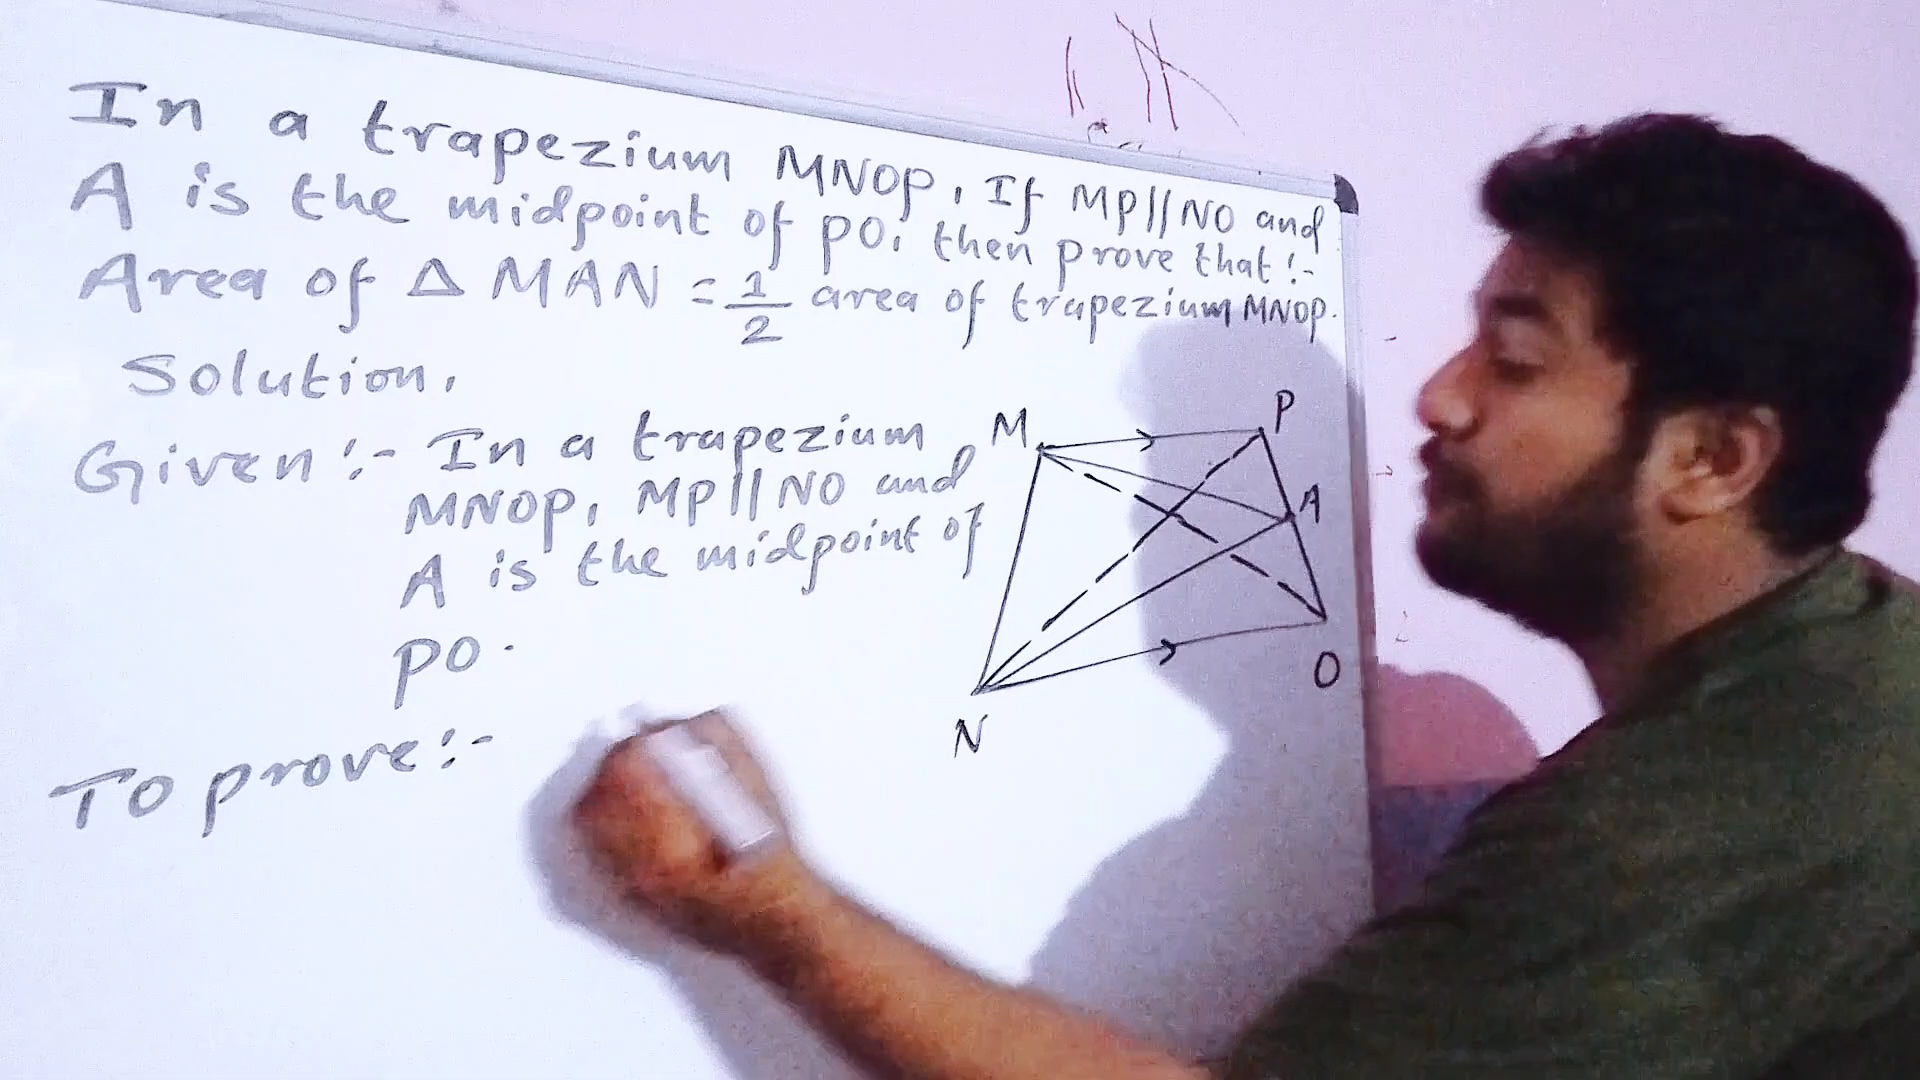 In a trapezium MNOP, If MP||NO and
A is the midpoint of PO, then prove that:-
Area of Δ MAN = 1/2 area of trapezium MNOP.
Solution.
Given:- In a trapezium
MNOP, MP||NO and
A is the midpoint of
PO.
To prove:-
M
P
A
O
N